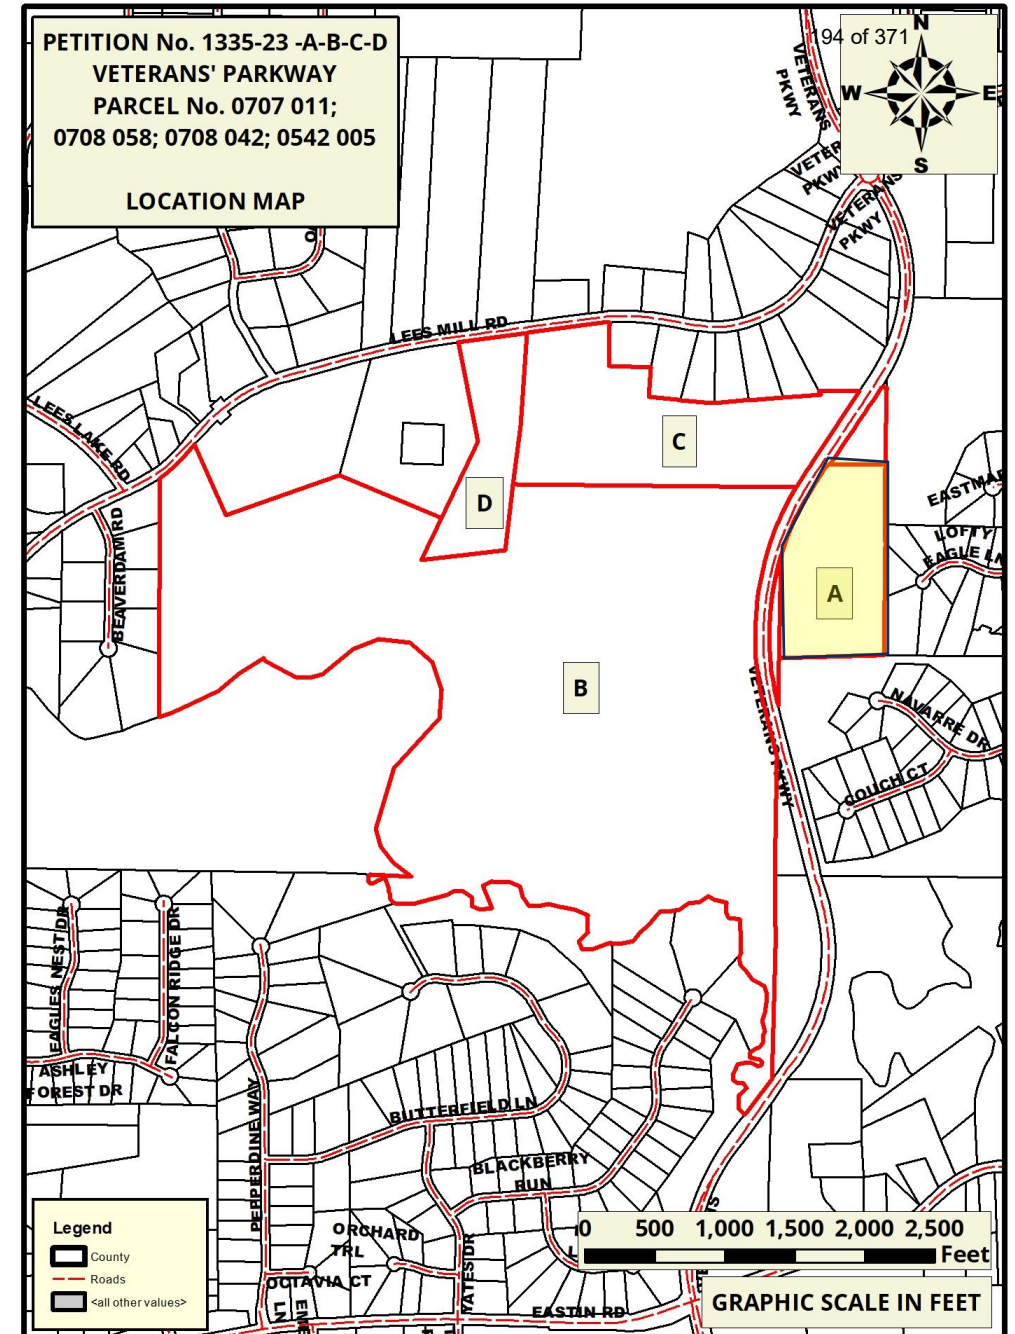 PETITION No. 1335-23 -A-B-C-D
VETERANS' PARKWAY
PARCEL No. 0707 011;
0708 058; 0708 042; 0542 005
LOCATION MAP
194 of 371
N
W
E
S
VETERANS
PKWY
PKWY
VETERANS
PKWY
LEES MILL RD
LEES LAKE RD
BEAVERDAM RD
C
D
A
B
EAGLE LN
LOFTY
VETERANS PKWY
NAVARRE DR
COUCH CT
EAGLES NEST DR
FALCON RIDGE DR
ASHLEY
FOREST DR
PEPPERDINE WAY
BUTTERFIELD LN
BLACKBERRY
RUN
ORCHARD
TRL
OCTAVIA CT
YATES DR
LN
EASTIN RD
Legend
County
Roads
<all other values>
0 500 1,000 1,500 2,000 2,500
Feet
GRAPHIC SCALE IN FEET